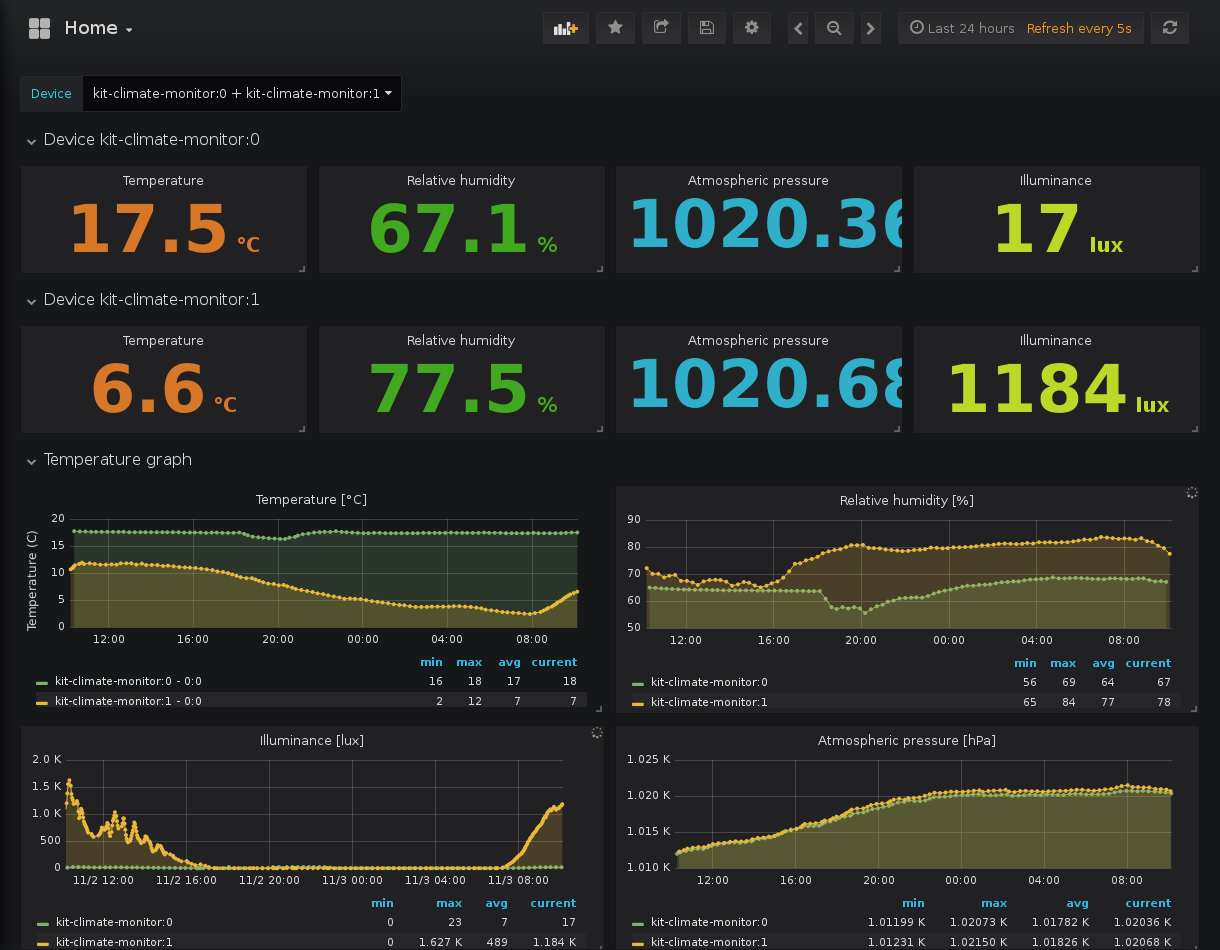 Home
Last 24 hours Refresh every 5s
Device kit-climate-monitor:0 + kit-climate-monitor:1
Device kit-climate-monitor:0
Temperature Relative humidity Atmospheric pressure Illuminance
17.5 °C 67.1 % 1020.36 17 lux
Device kit-climate-monitor:1
Temperature Relative humidity Atmospheric pressure Illuminance
6.6 °C 77.5 % 1020.68 1184 lux
Temperature graph
Temperature [°C]
Temperature (C)
20
15
10
5
0
12:00 16:00 20:00 00:00 04:00 08:00
min max avg current
kit-climate-monitor:0 - 0:0 16 18 17 18
kit-climate-monitor:1 - 0:0 2 12 7 7
Relative humidity [%]
90
80
70
60
50
12:00 16:00 20:00 00:00 04:00 08:00
min max avg current
kit-climate-monitor:0 56 69 64 67
kit-climate-monitor:1 65 84 77 78
Illuminance [lux]
2.0 K
1.5 K
1.0 K
500
0
11/2 12:00 11/2 16:00 11/2 20:00 11/3 00:00 11/3 04:00 11/3 08:00
min max avg current
kit-climate-monitor:0 0 23 7 17
kit-climate-monitor:1 0 1.627 K 489 1.184 K
Atmospheric pressure [hPa]
1.025 K
1.020 K
1.015 K
1.010 K
12:00 16:00 20:00 00:00 04:00 08:00
min max avg current
kit-climate-monitor:0 1.01199 K 1.02073 K 1.01782 K 1.02036 K
kit-climate-monitor:1 1.01231 K 1.02150 K 1.01826 K 1.02068 K